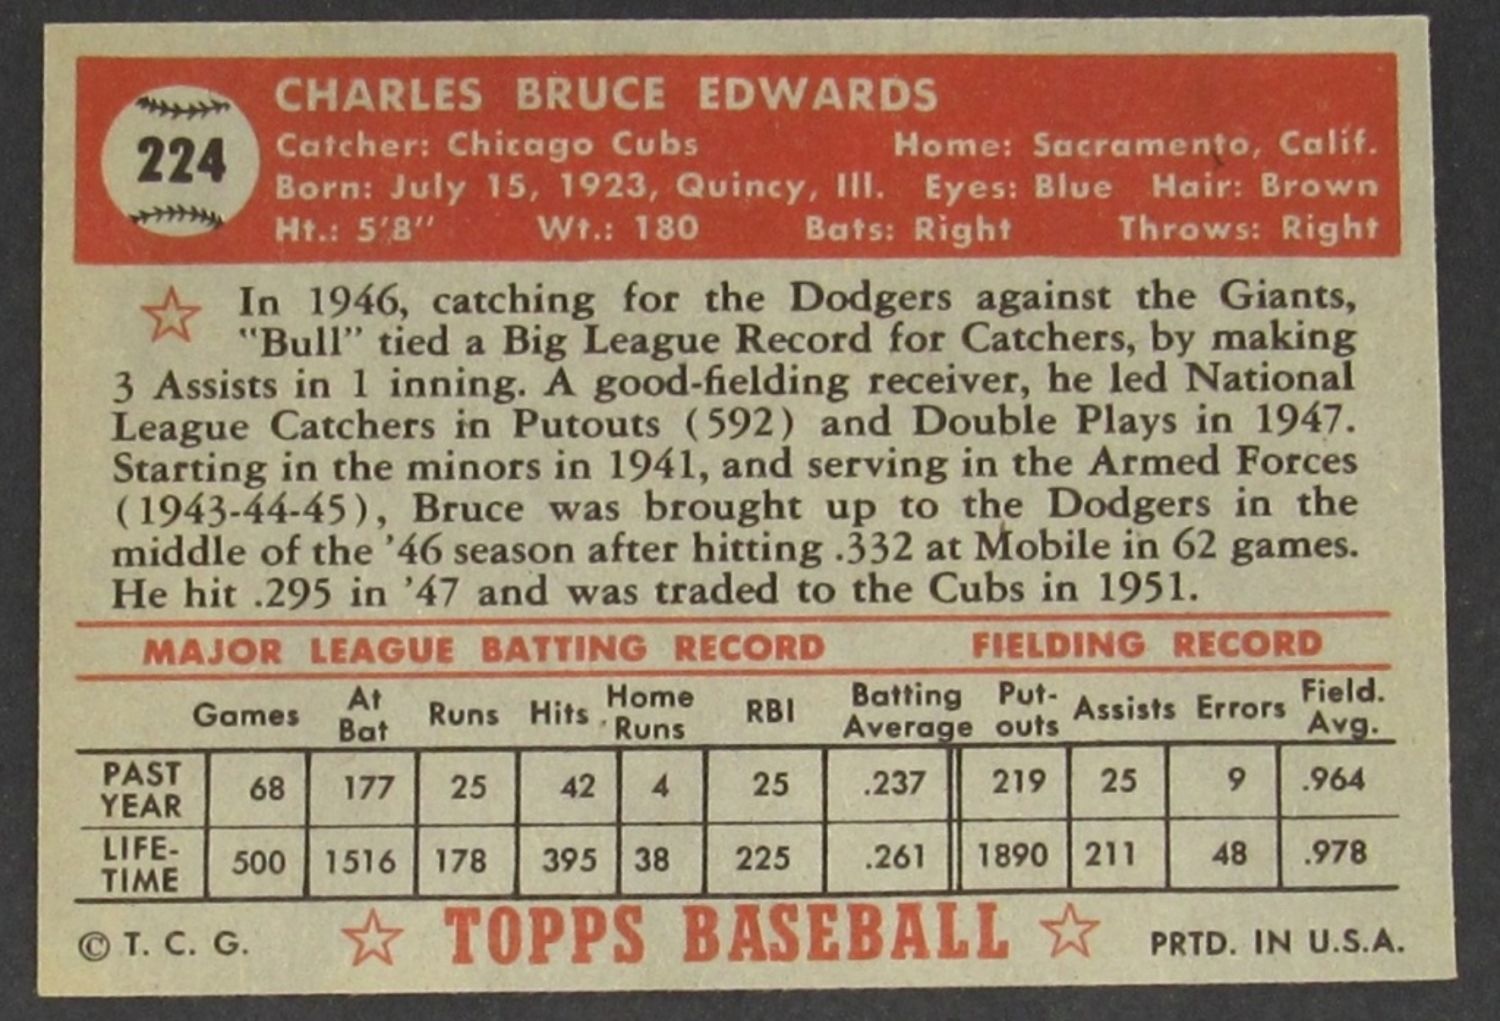 224
CHARLES BRUCE EDWARDS
Catcher: Chicago Cubs Home: Sacramento, Calif.
Born: July 15, 1923, Quincy, Ill. Eyes: Blue Hair: Brown
Ht.: 5'8" Wt.: 180 Bats: Right Throws: Right
In 1946, catching for the Dodgers against the Giants,
"Bull" tied a Big League Record for Catchers, by making
3 Assists in 1 inning. A good-fielding receiver, he led National
League Catchers in Putouts (592) and Double Plays in 1947.
Starting in the minors in 1941, and serving in the Armed Forces
(1943-44-45), Bruce was brought up to the Dodgers in the
middle of the '46 season after hitting .332 at Mobile in 62 games.
He hit .295 in '47 and was traded to the Cubs in 1951.
MAJOR LEAGUE BATTING RECORD FIELDING RECORD
Games At Bat Runs Hits Home Runs RBI Batting Average Put-outs Assists Errors Field. Avg.
PAST YEAR 68 177 25 42 4 25 .237 219 25 9 .964
LIFE-TIME 500 1516 178 395 38 225 .261 1890 211 48 .978
© T. C. G. TOPPS BASEBALL PRTD. IN U.S.A.